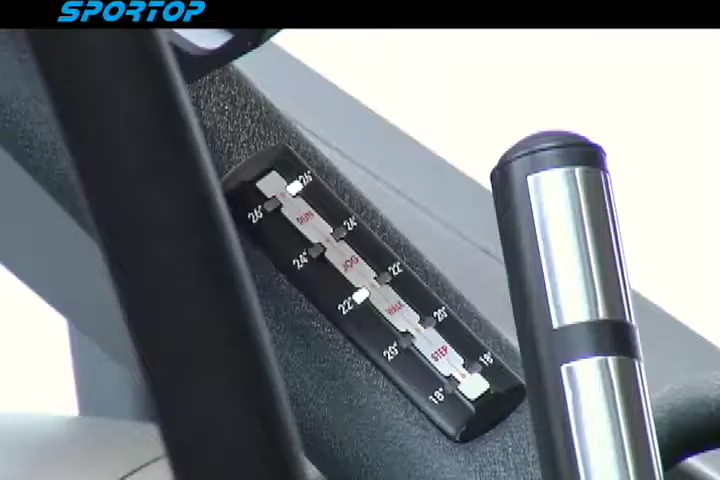 SPORTOP
26"
26"
RUN
24"
24"
JOG
22"
22"
WALK
20"
20"
STEP
18"
18"